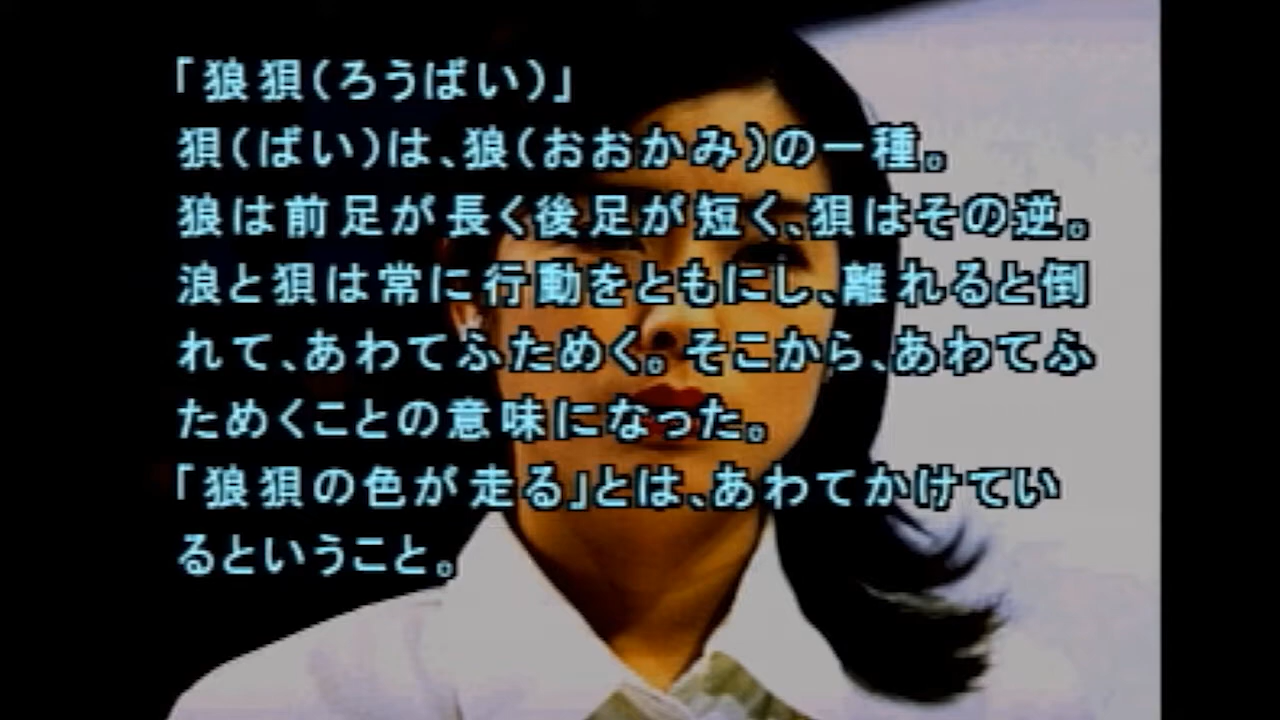 「狼狽(ろうばい)」
狽(ばい)は、狼(おおかみ)の一種。
狼は前足が長く後足が短く、狽はその逆。
浪と狽は常に行動をともにし、離れると倒
れて、あわてふためく。そこから、あわてふ
ためくことの意味になった。
「狼狽の色が走る」とは、あわてかけてい
るということ。